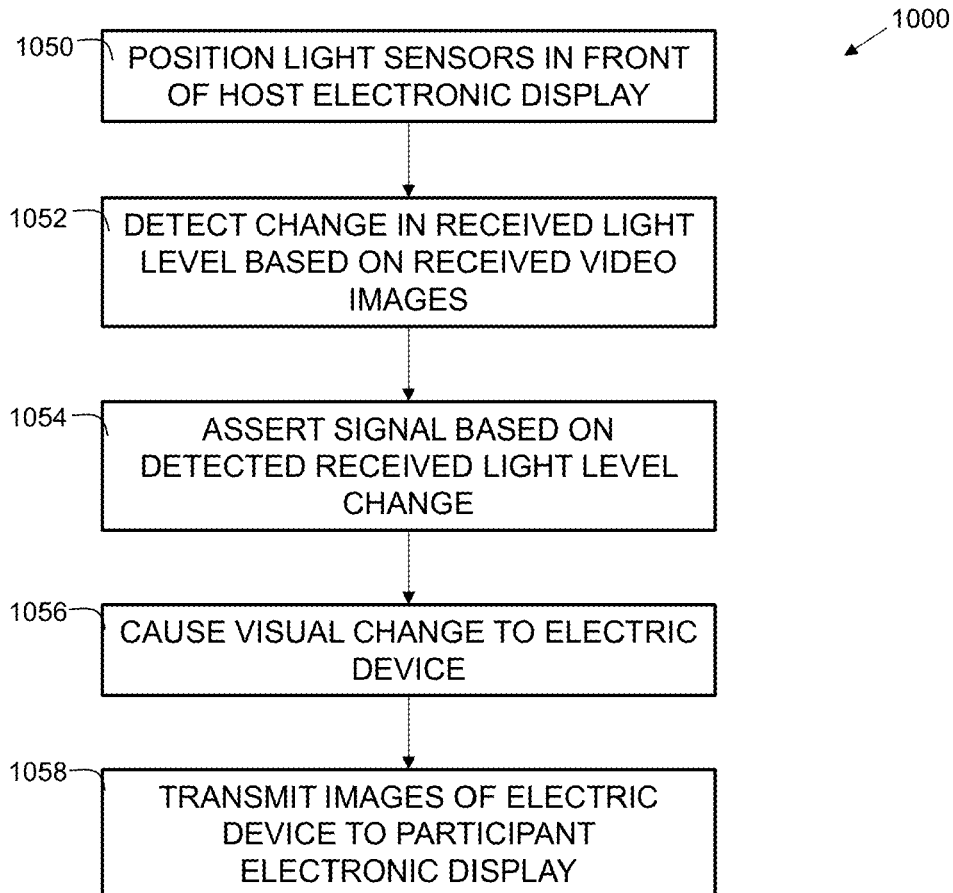 1000
1050
POSITION LIGHT SENSORS IN FRONT
OF HOST ELECTRONIC DISPLAY
1052
DETECT CHANGE IN RECEIVED LIGHT
LEVEL BASED ON RECEIVED VIDEO
IMAGES
1054
ASSERT SIGNAL BASED ON
DETECTED RECEIVED LIGHT LEVEL
CHANGE
1056
CAUSE VISUAL CHANGE TO ELECTRIC
DEVICE
1058
TRANSMIT IMAGES OF ELECTRIC
DEVICE TO PARTICIPANT
ELECTRONIC DISPLAY